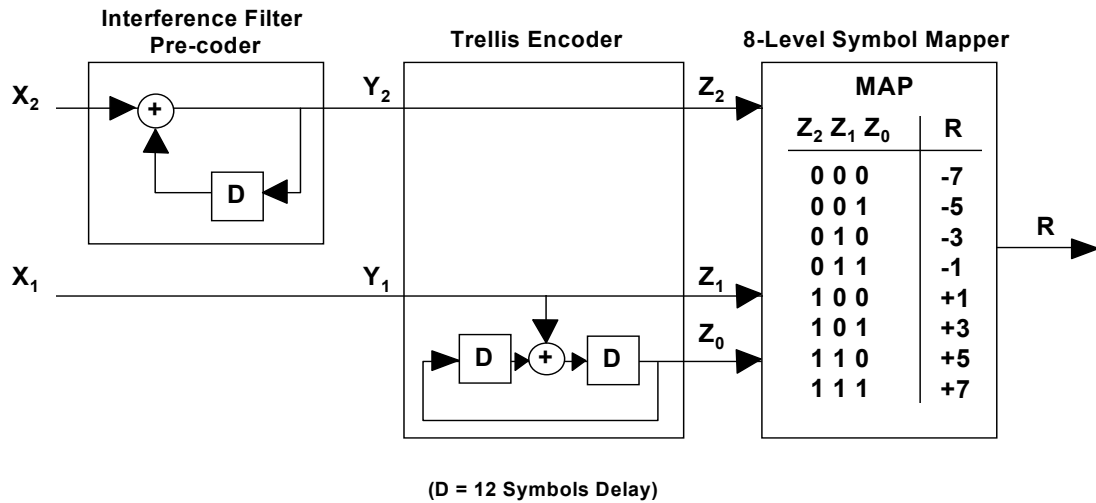 Interference Filter
Pre-coder
Trellis Encoder
8-Level Symbol Mapper
X2
+
D
Y2
Z2
MAP
Z2 Z1 Z0 R
0 0 0 -7
0 0 1 -5
0 1 0 -3
0 1 1 -1
1 0 0 +1
1 0 1 +3
1 1 0 +5
1 1 1 +7
R
X1
Y1
Z1
D
+
D
Z0
(D = 12 Symbols Delay)